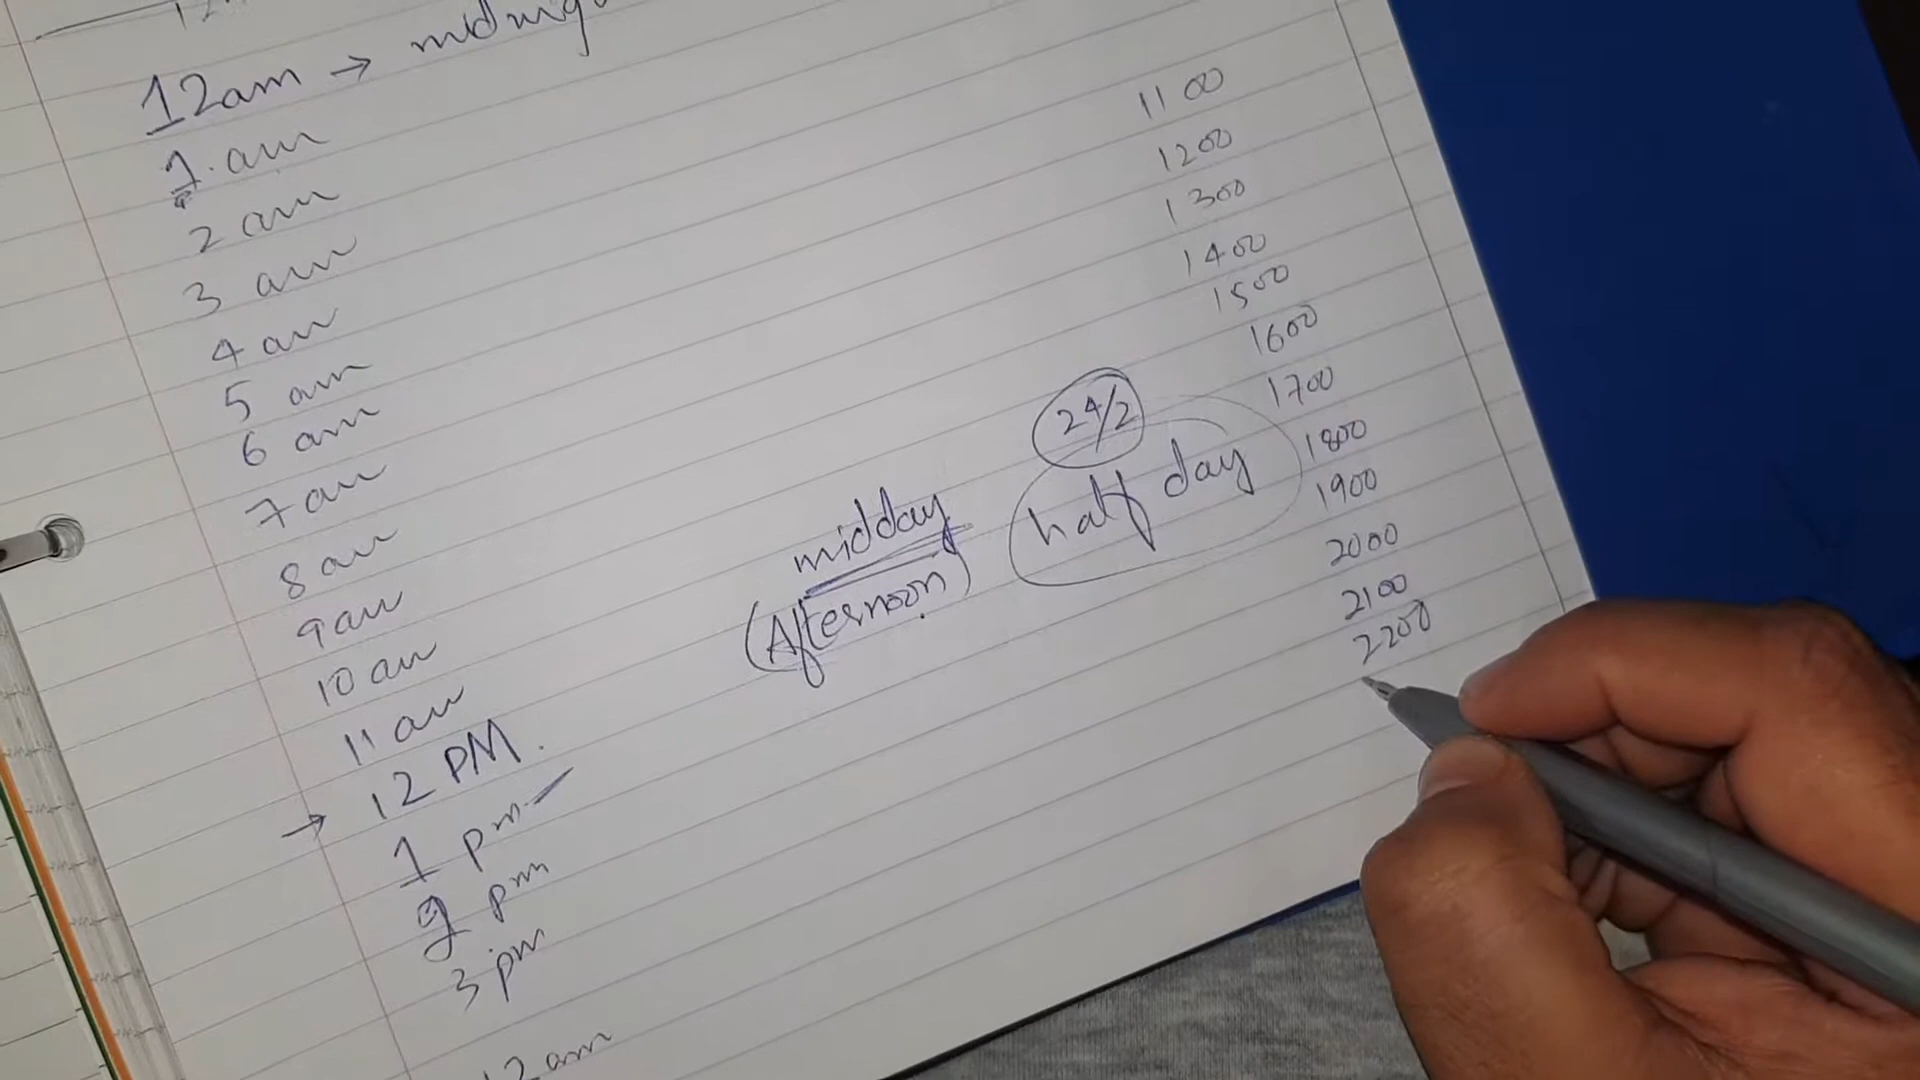 12am →
1 am
2 am
3 am
4 am
5 am
6 am
7 am
8 am
9 am
10 am
11 am
→ 12 PM.
1 pm
2 pm
3 pm
12am
midday
(Afternoon)
24/2
half day
1100
1200
1300
1400
1500
1600
1700
1800
1900
2000
2100
2200